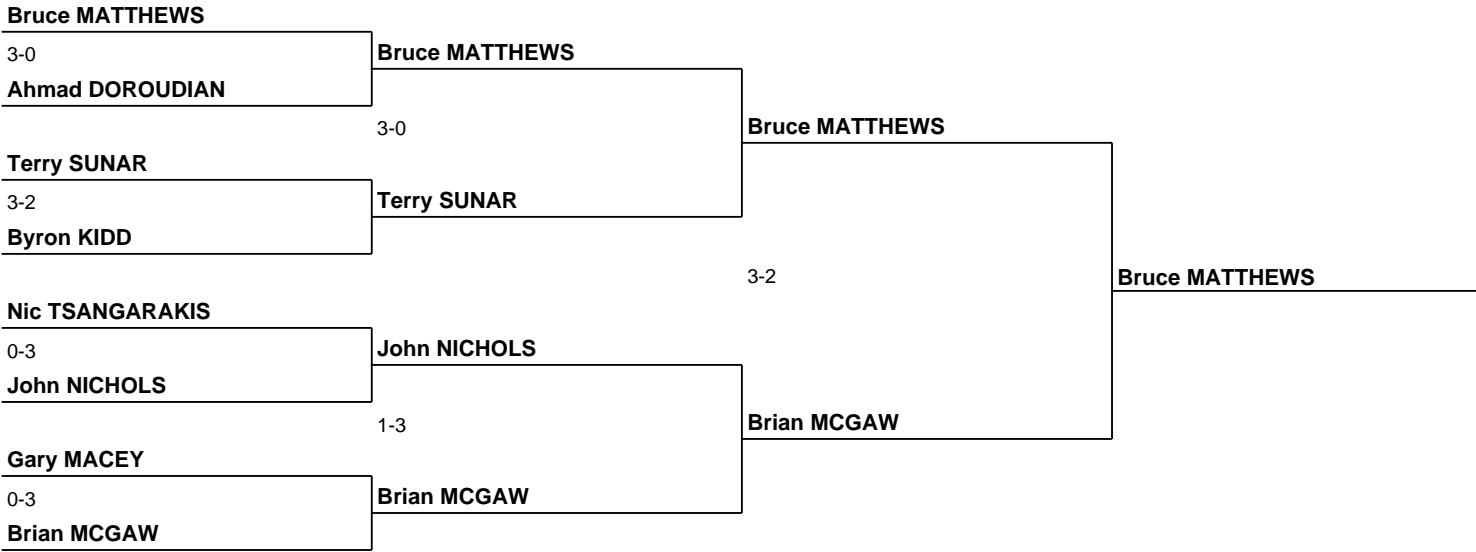 Bruce MATTHEWS
3-0
Ahmad DOROUDIAN
Terry SUNAR
3-2
Byron KIDD
Nic TSANGARAKIS
0-3
John NICHOLS
Gary MACEY
0-3
Brian MCGAW
Bruce MATTHEWS
3-0
Terry SUNAR
John NICHOLS
1-3
Brian MCGAW
Bruce MATTHEWS
3-2
Brian MCGAW
Bruce MATTHEWS